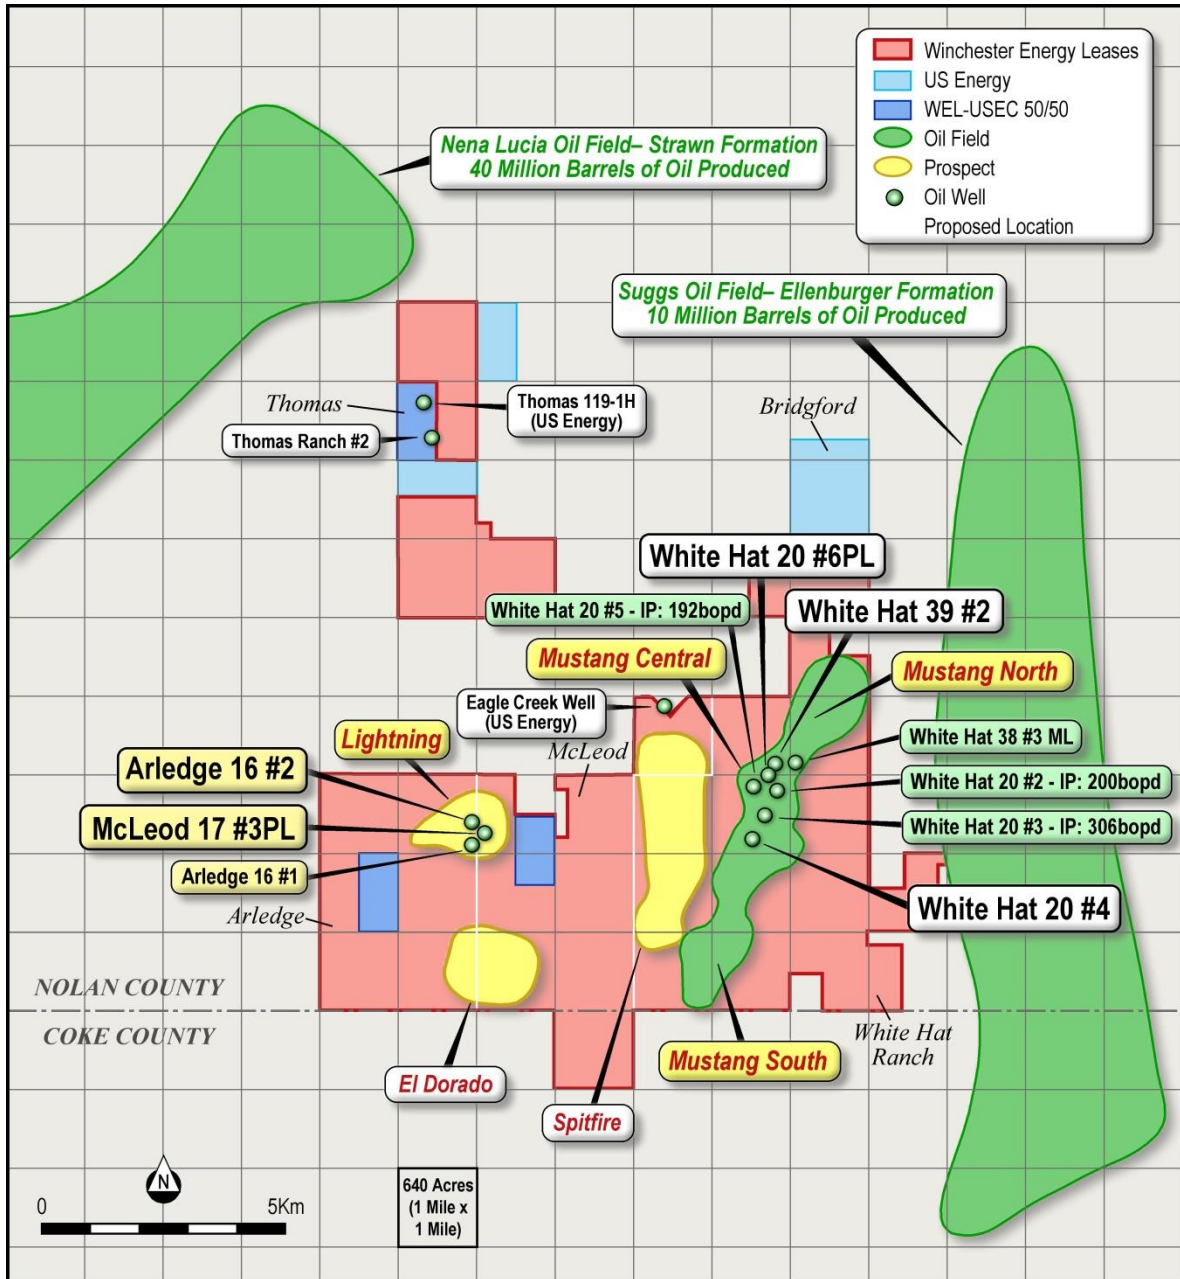 Winchester Energy Leases
US Energy
WEL-USEC 50/50
Oil Field
Prospect
Oil Well
Proposed Location
Nena Lucia Oil Field– Strawn Formation
40 Million Barrels of Oil Produced
Suggs Oil Field– Ellenburger Formation
10 Million Barrels of Oil Produced
Thomas
Thomas 119-1H
(US Energy)
Thomas Ranch #2
Bridgford
White Hat 20 #6PL
White Hat 20 #5 - IP: 192bopd
White Hat 39 #2
Mustang Central
Mustang North
Eagle Creek Well
(US Energy)
McLeod
Lightning
White Hat 38 #3 ML
Arledge 16 #2
White Hat 20 #2 - IP: 200bopd
McLeod 17 #3PL
White Hat 20 #3 - IP: 306bopd
Arledge 16 #1
Arledge
White Hat 20 #4
NOLAN COUNTY
COKE COUNTY
White Hat
Ranch
Mustang South
El Dorado
Spitfire
N
0
5Km
640 Acres
(1 Mile x
1 Mile)